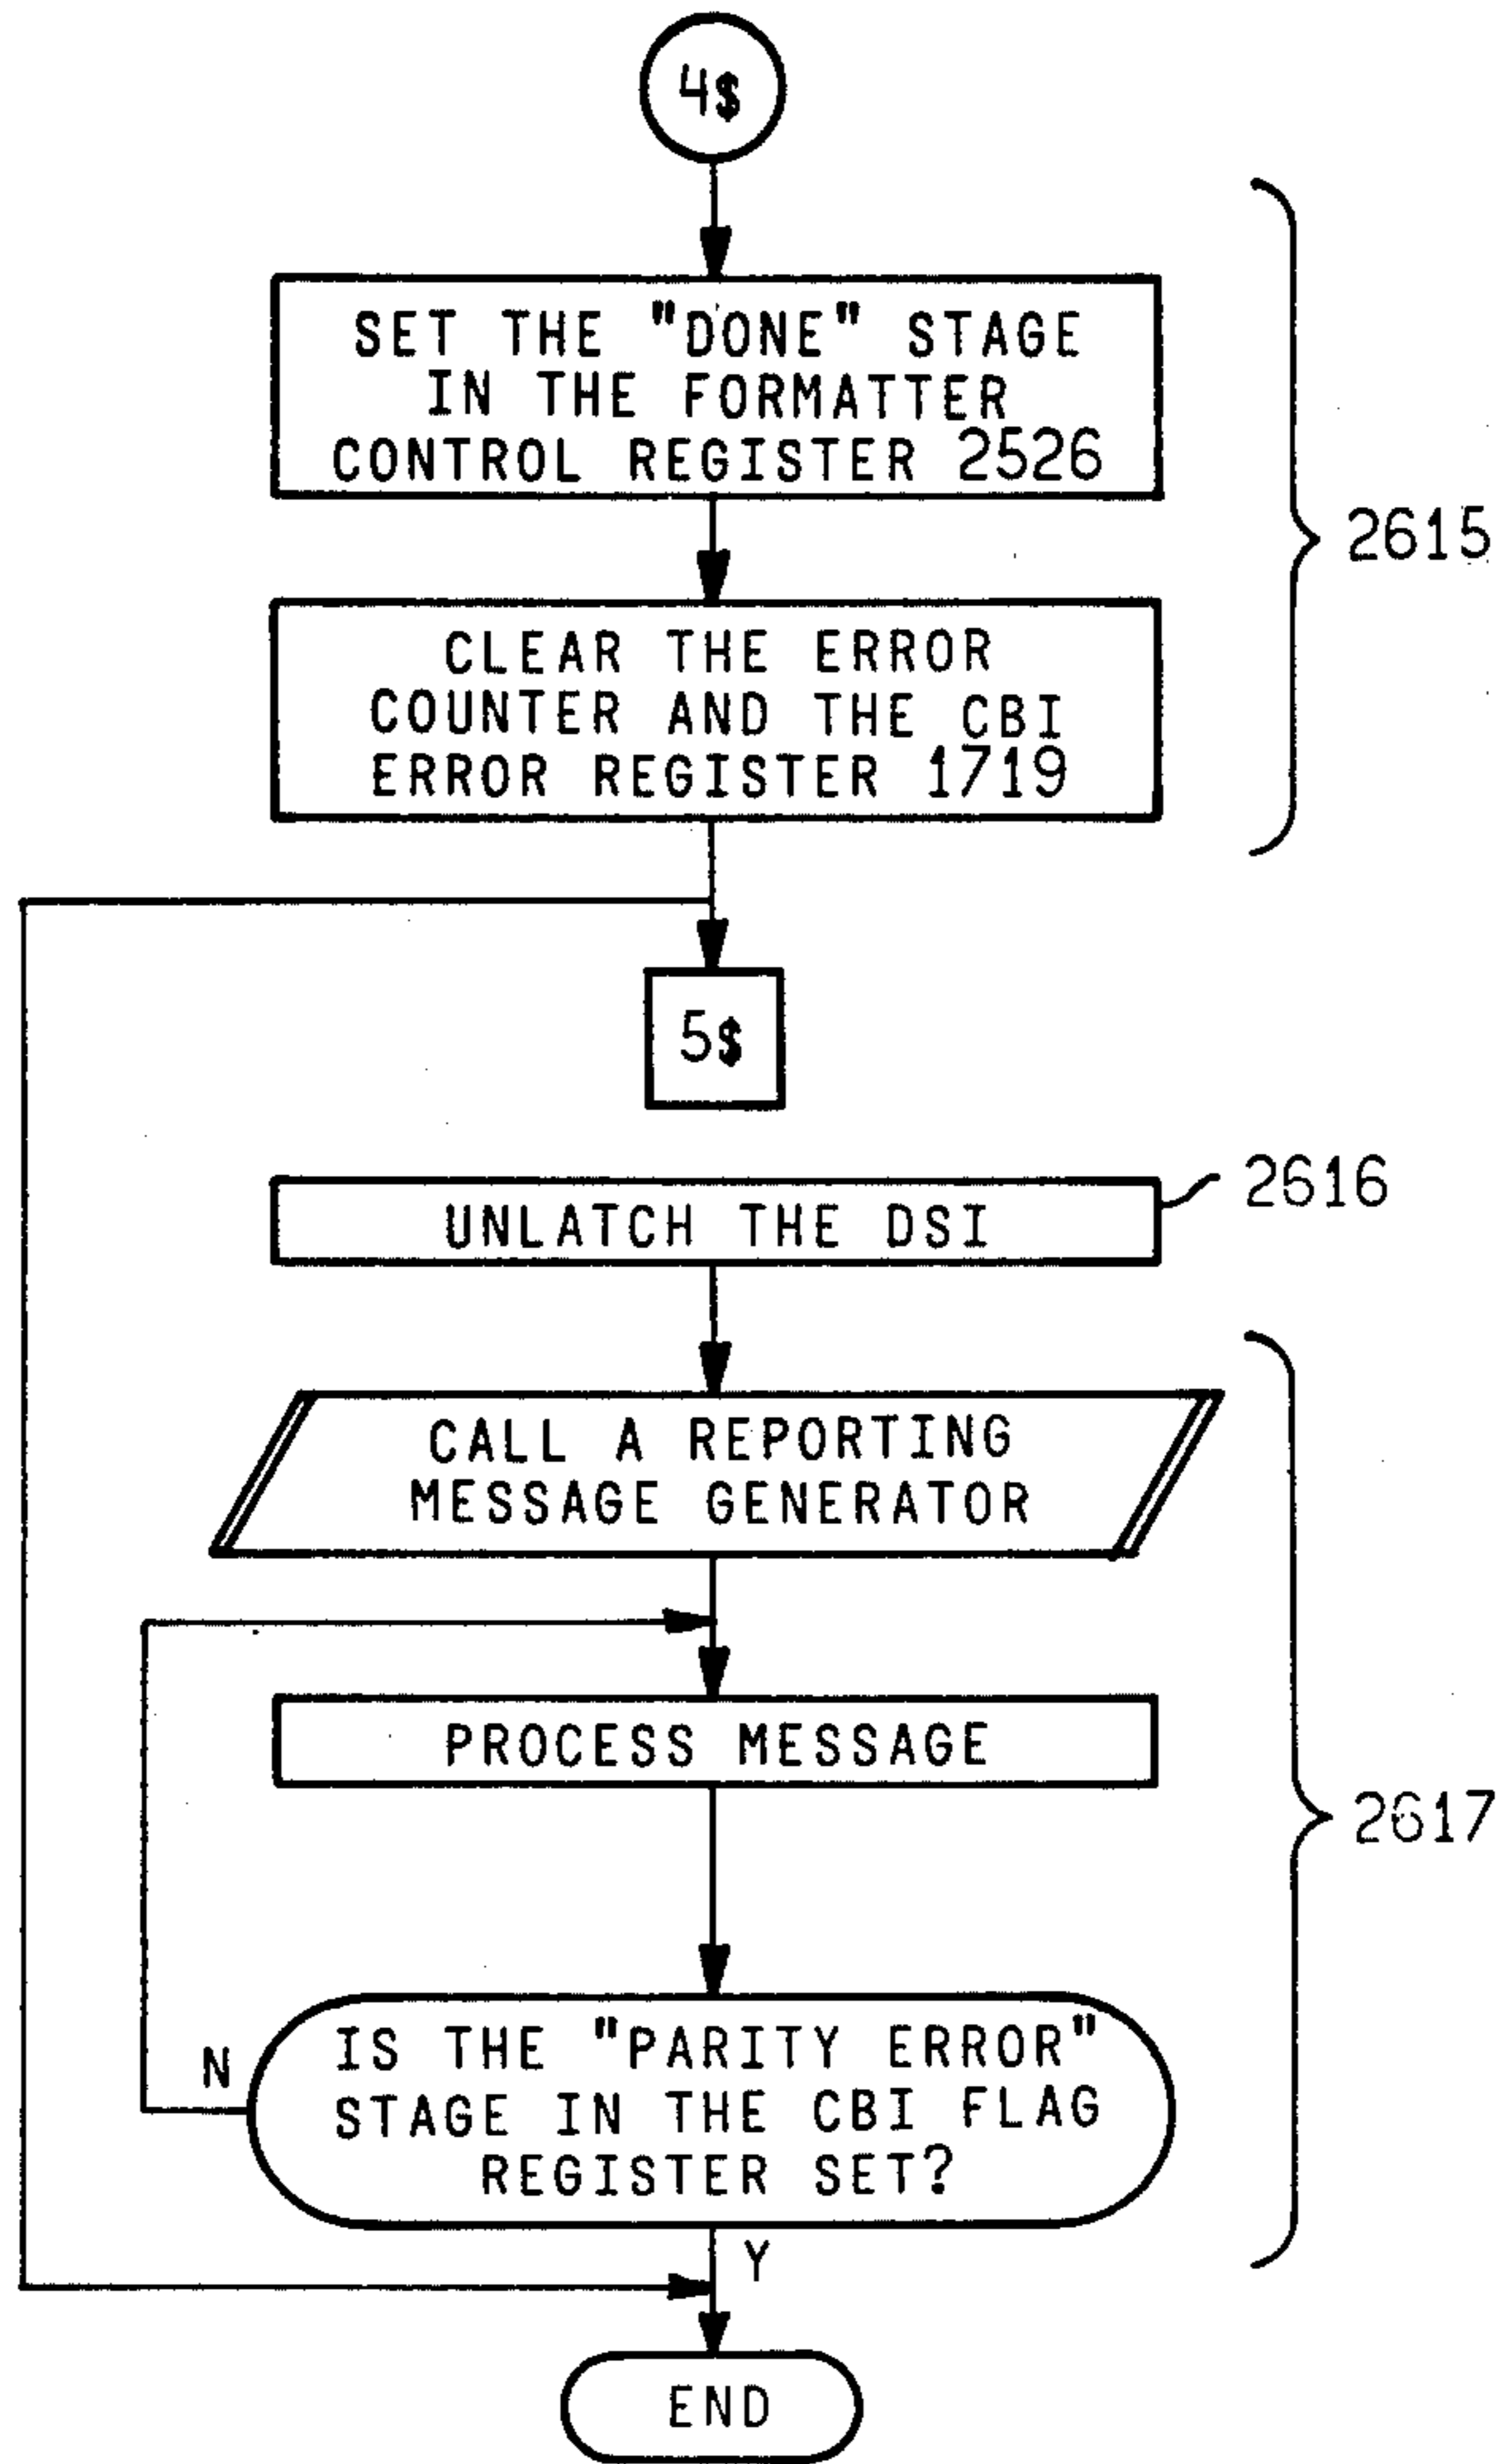 4$
SET THE "DONE" STAGE
IN THE FORMATTER
CONTROL REGISTER 2526
2615
CLEAR THE ERROR
COUNTER AND THE CBI
ERROR REGISTER 1719
5$
2616
UNLATCH THE DSI
CALL A REPORTING
MESSAGE GENERATOR
PROCESS MESSAGE
2617
N
IS THE "PARITY ERROR"
STAGE IN THE CBI FLAG
REGISTER SET?
Y
END